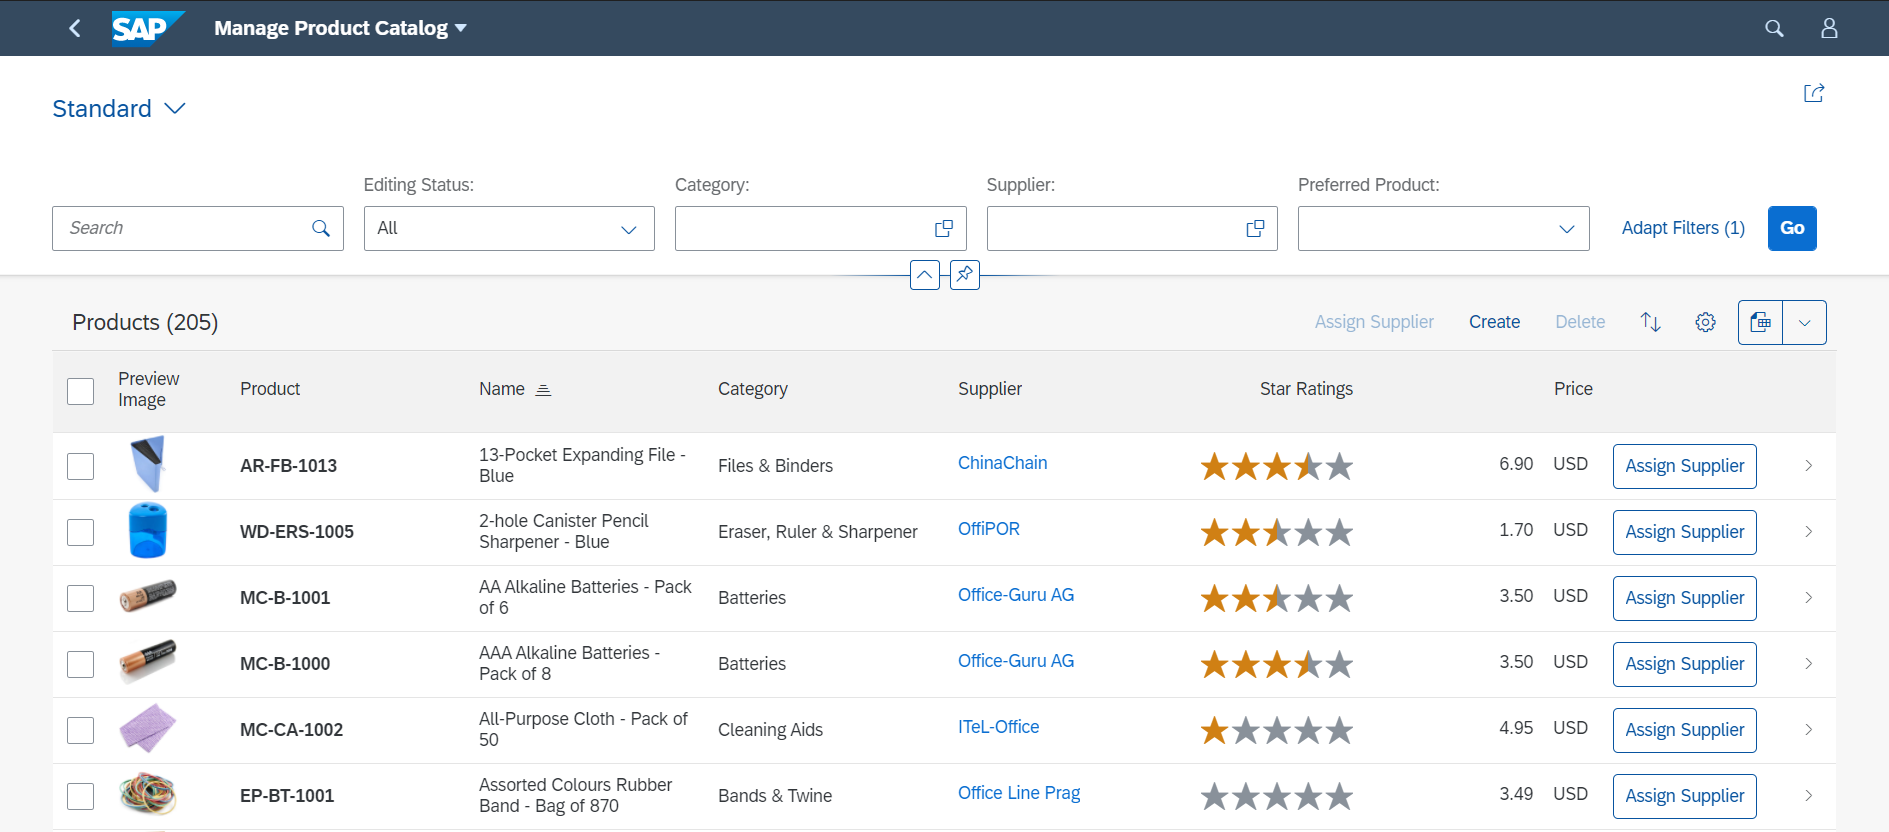 SAP Manage Product Catalog
Standard
Editing Status: Category: Supplier: Preferred Product:
Search All Adapt Filters (1) Go
Products (205) Assign Supplier Create Delete
Preview
Image Product Name Category Supplier Star Ratings Price
AR-FB-1013 13-Pocket Expanding File -
Blue Files & Binders ChinaChain 6.90 USD Assign Supplier
WD-ERS-1005 2-hole Canister Pencil
Sharpener - Blue Eraser, Ruler & Sharpener OffiPOR 1.70 USD Assign Supplier
MC-B-1001 AA Alkaline Batteries - Pack
of 6 Batteries Office-Guru AG 3.50 USD Assign Supplier
MC-B-1000 AAA Alkaline Batteries -
Pack of 8 Batteries Office-Guru AG 3.50 USD Assign Supplier
MC-CA-1002 All-Purpose Cloth - Pack of
50 Cleaning Aids ITeL-Office 4.95 USD Assign Supplier
EP-BT-1001 Assorted Colours Rubber
Band - Bag of 870 Bands & Twine Office Line Prag 3.49 USD Assign Supplier